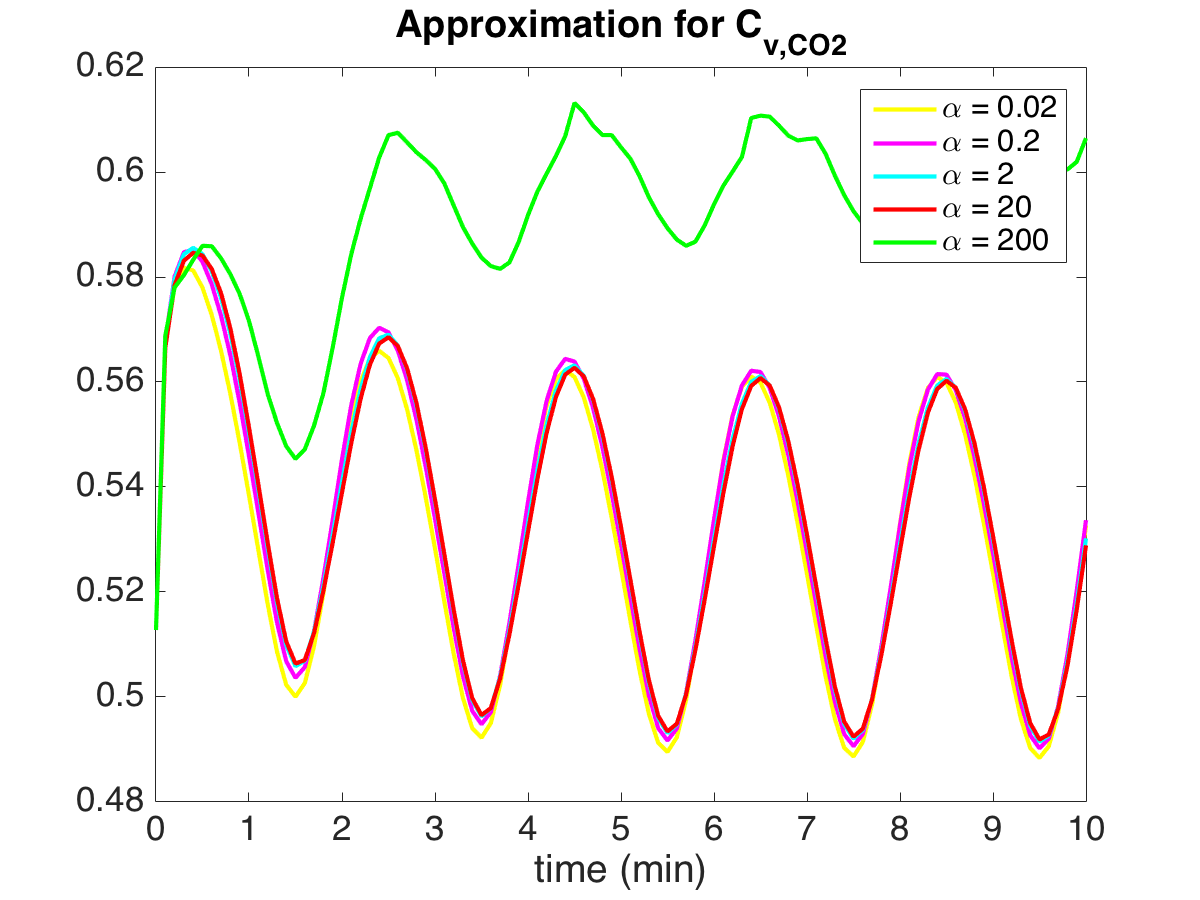 Approximation for C_v,CO2
0.62
0.6
0.58
0.56
0.54
0.52
0.5
0.48
α = 0.02
α = 0.2
α = 2
α = 20
α = 200
0 1 2 3 4 5 6 7 8 9 10
time (min)